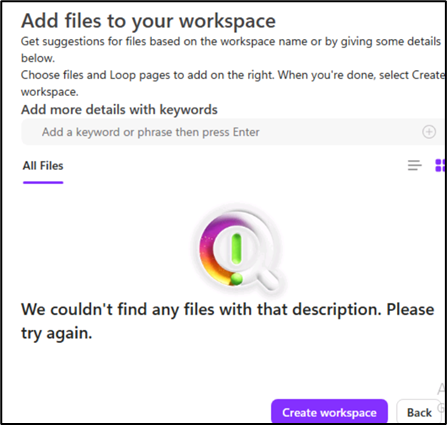 Add files to your workspace
Get suggestions for files based on the workspace name or by giving some details
below.
Choose files and Loop pages to add on the right. When you're done, select Create
workspace.
Add more details with keywords
Add a keyword or phrase then press Enter
All Files
We couldn't find any files with that description. Please
try again.
Create workspace
Back